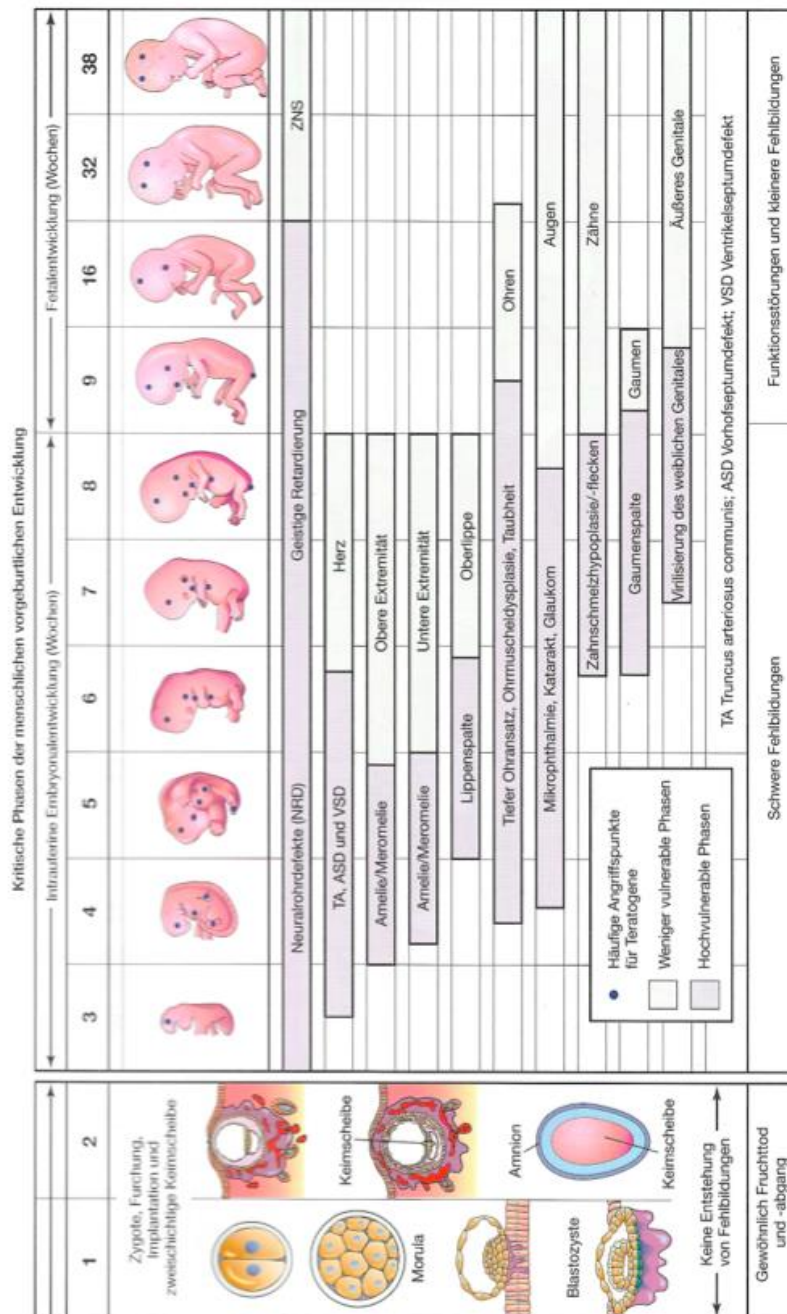 Kritische Phasen der menschlichen vorgeburtlichen Entwicklung
Intrauterine Embryonalentwicklung (Wochen)
Fetalentwicklung (Wochen)
1
2
3
4
5
6
7
8
9
16
32
38
Zygote, Furchung,
Implantation und
zweischichtige Keimscheibe
Morula
Blastozyste
Keimscheibe
Amnion
Keimscheibe
Keine Entstehung
von Fehlbildungen
Gewöhnlich Fruchttod
und -abgang
Neuralrohrdefekte (NRD)
Geistige Retardierung
ZNS
TA, ASD und VSD
Herz
Amelie/Meromelie
Obere Extremität
Amelie/Meromelie
Untere Extremität
Lippenspalte
Oberlippe
Tiefer Ohransatz, Ohrmuscheldysplasie, Taubheit
Ohren
Mikrophthalmie, Katarakt, Glaukom
Augen
Zahnschmelzhypoplasie/-flecken
Zähne
Gaumenspalte
Gaumen
Virilisierung des weiblichen Genitales
Äußeres Genitale
Häufige Angriffspunkte
für Teratogene
Weniger vulnerable Phasen
Hochvulnerable Phasen
TA Truncus arteriosus communis; ASD Vorhofseptumdefekt; VSD Ventrikelseptumdefekt
Schwere Fehlbildungen
Funktionsstörungen und kleinere Fehlbildungen